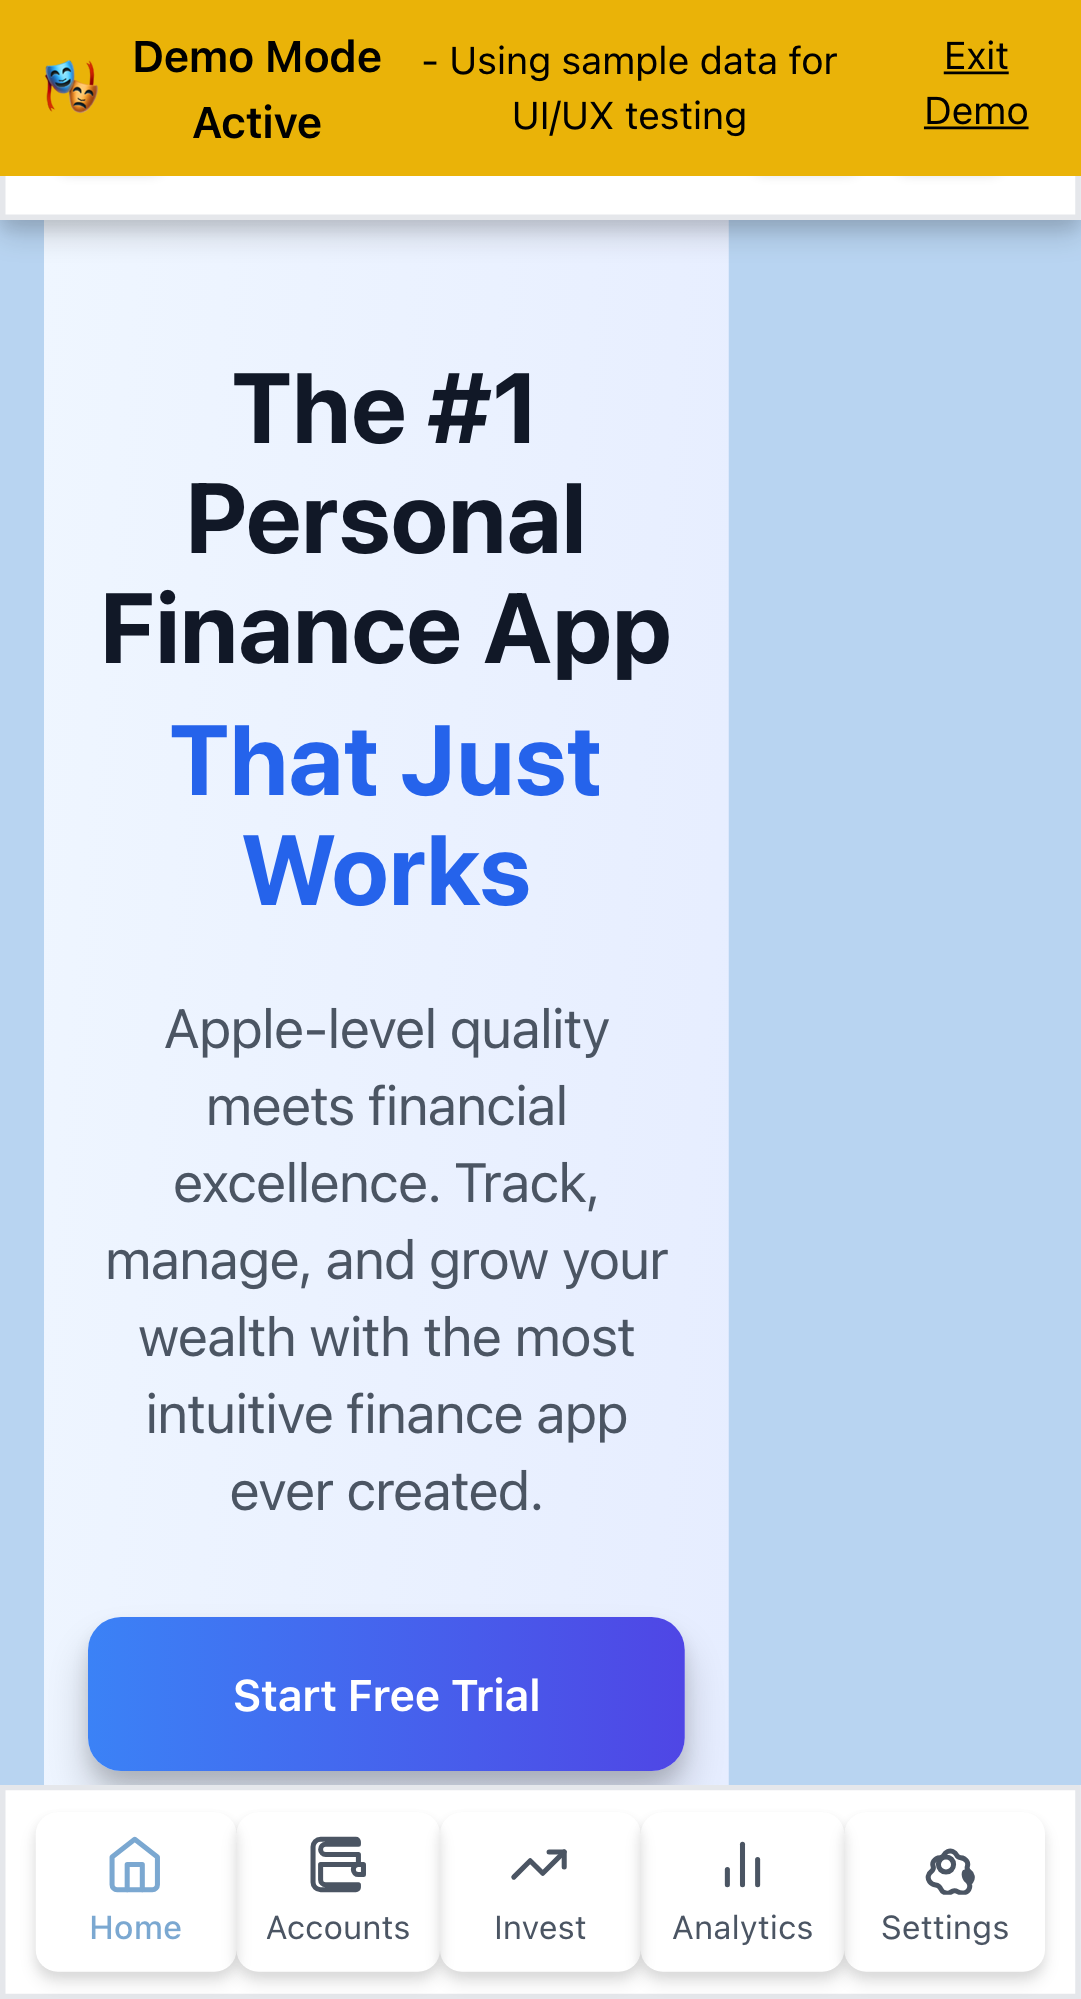 Demo Mode
Active
- Using sample data for
UI/UX testing
Exit
Demo
The #1
Personal
Finance App
That Just
Works
Apple-level quality
meets financial
excellence. Track,
manage, and grow your
wealth with the most
intuitive finance app
ever created.
Start Free Trial
Home
Accounts
Invest
Analytics
Settings